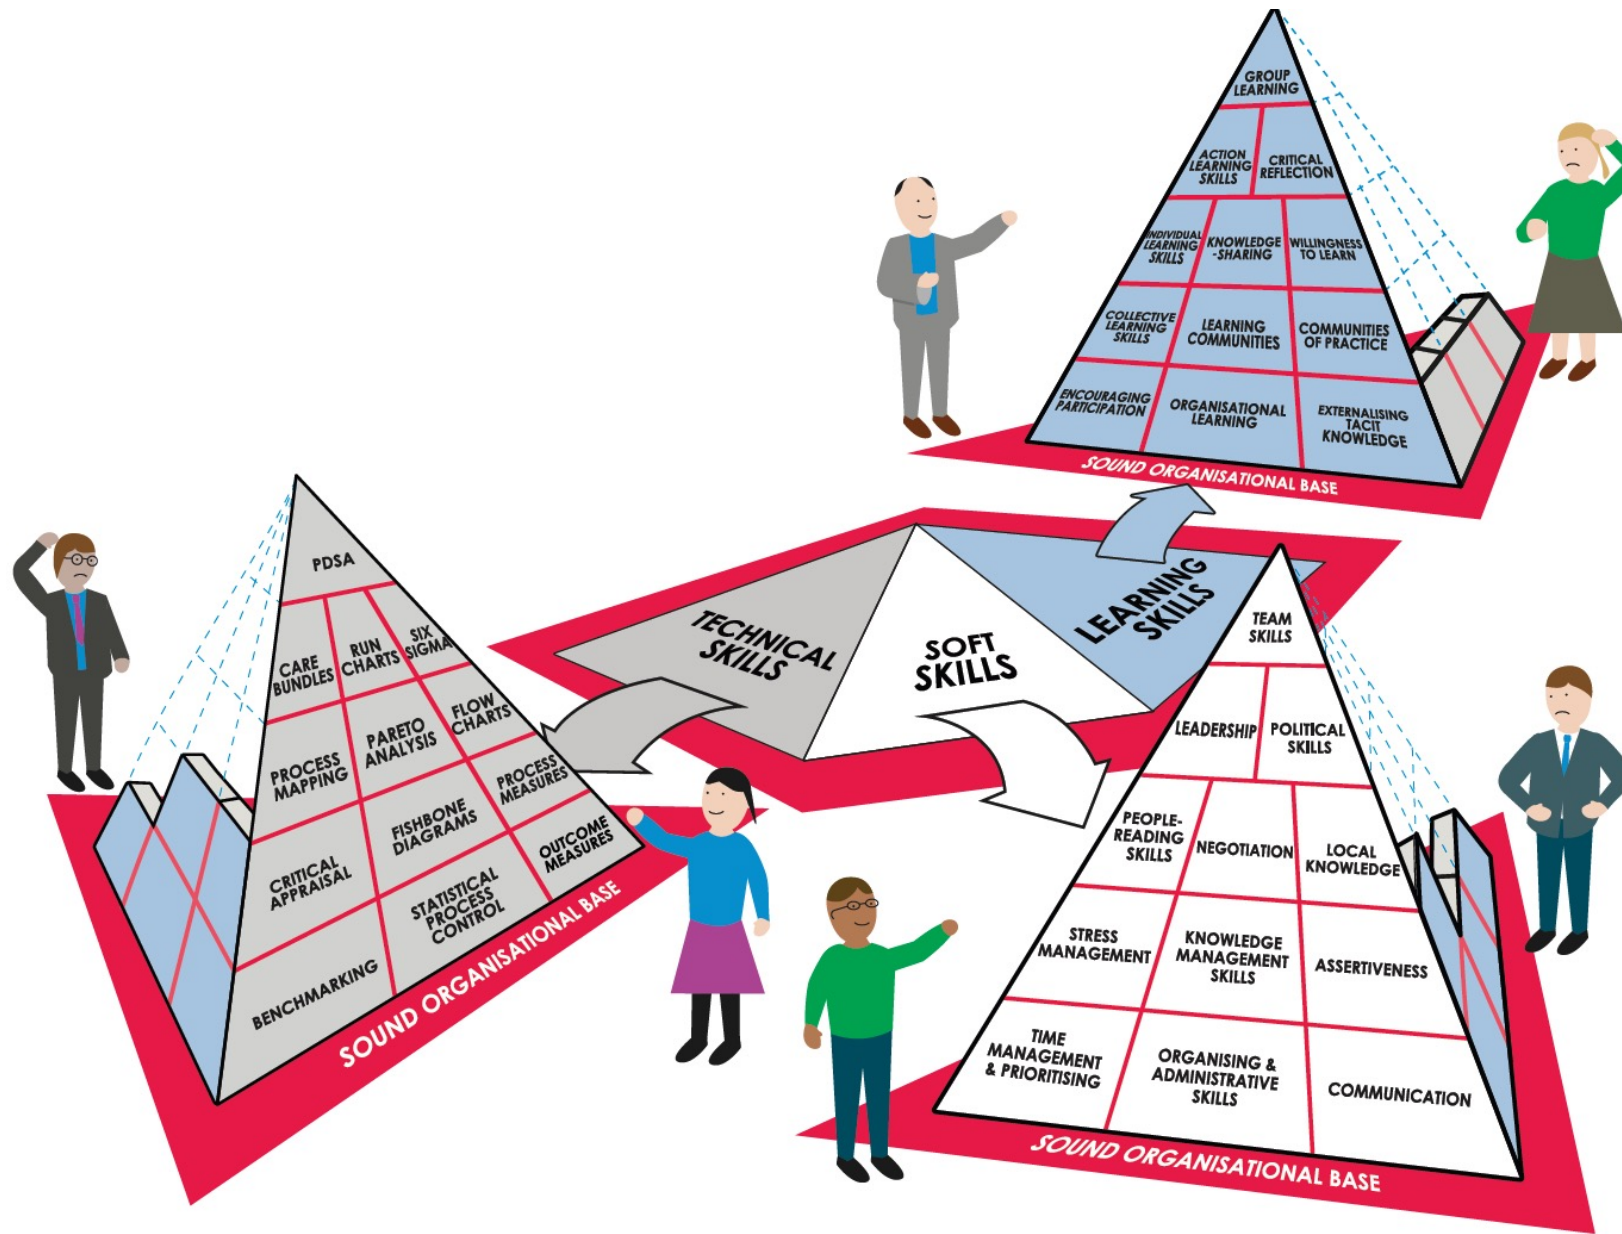 GROUP
LEARNING
ACTION
LEARNING
SKILLS
CRITICAL
REFLECTION
INDIVIDUAL
LEARNING
SKILLS
KNOWLEDGE
-SHARING
WILLINGNESS
TO LEARN
COLLECTIVE
LEARNING
SKILLS
LEARNING
COMMUNITIES
COMMUNITIES
OF PRACTICE
ENCOURAGING
PARTICIPATION
ORGANISATIONAL
LEARNING
EXTERNALISING
TACIT
KNOWLEDGE
SOUND ORGANISATIONAL BASE
TECHNICAL
SKILLS
SOFT
SKILLS
LEARNING
SKILLS
PDSA
CARE
BUNDLES
RUN
CHARTS
SIX
SIGMA
PROCESS
MAPPING
PARETO
ANALYSIS
FLOW
CHARTS
CRITICAL
APPRAISAL
FISHBONE
DIAGRAMS
PROCESS
MEASURES
BENCHMARKING
STATISTICAL
PROCESS
CONTROL
OUTCOME
MEASURES
SOUND ORGANISATIONAL BASE
TEAM
SKILLS
LEADERSHIP
POLITICAL
SKILLS
PEOPLE-
READING
SKILLS
NEGOTIATION
LOCAL
KNOWLEDGE
STRESS
MANAGEMENT
KNOWLEDGE
MANAGEMENT
SKILLS
ASSERTIVENESS
TIME
MANAGEMENT
& PRIORITISING
ORGANISING &
ADMINISTRATIVE
SKILLS
COMMUNICATION
SOUND ORGANISATIONAL BASE